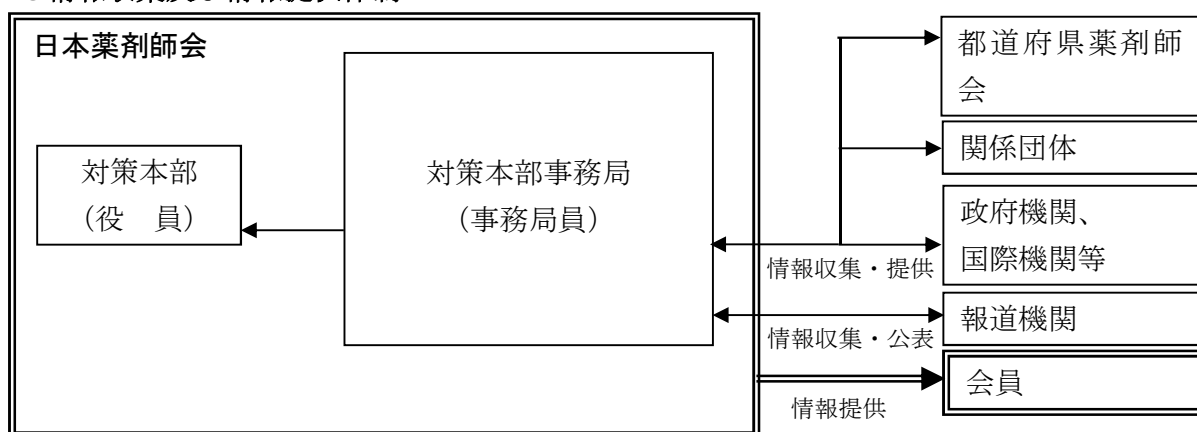 日本薬剤師会
対策本部
（役　員）
対策本部事務局
（事務局員）
都道府県薬剤師
会
関係団体
政府機関、
国際機関等
情報収集・提供
報道機関
情報収集・公表
会員
情報提供